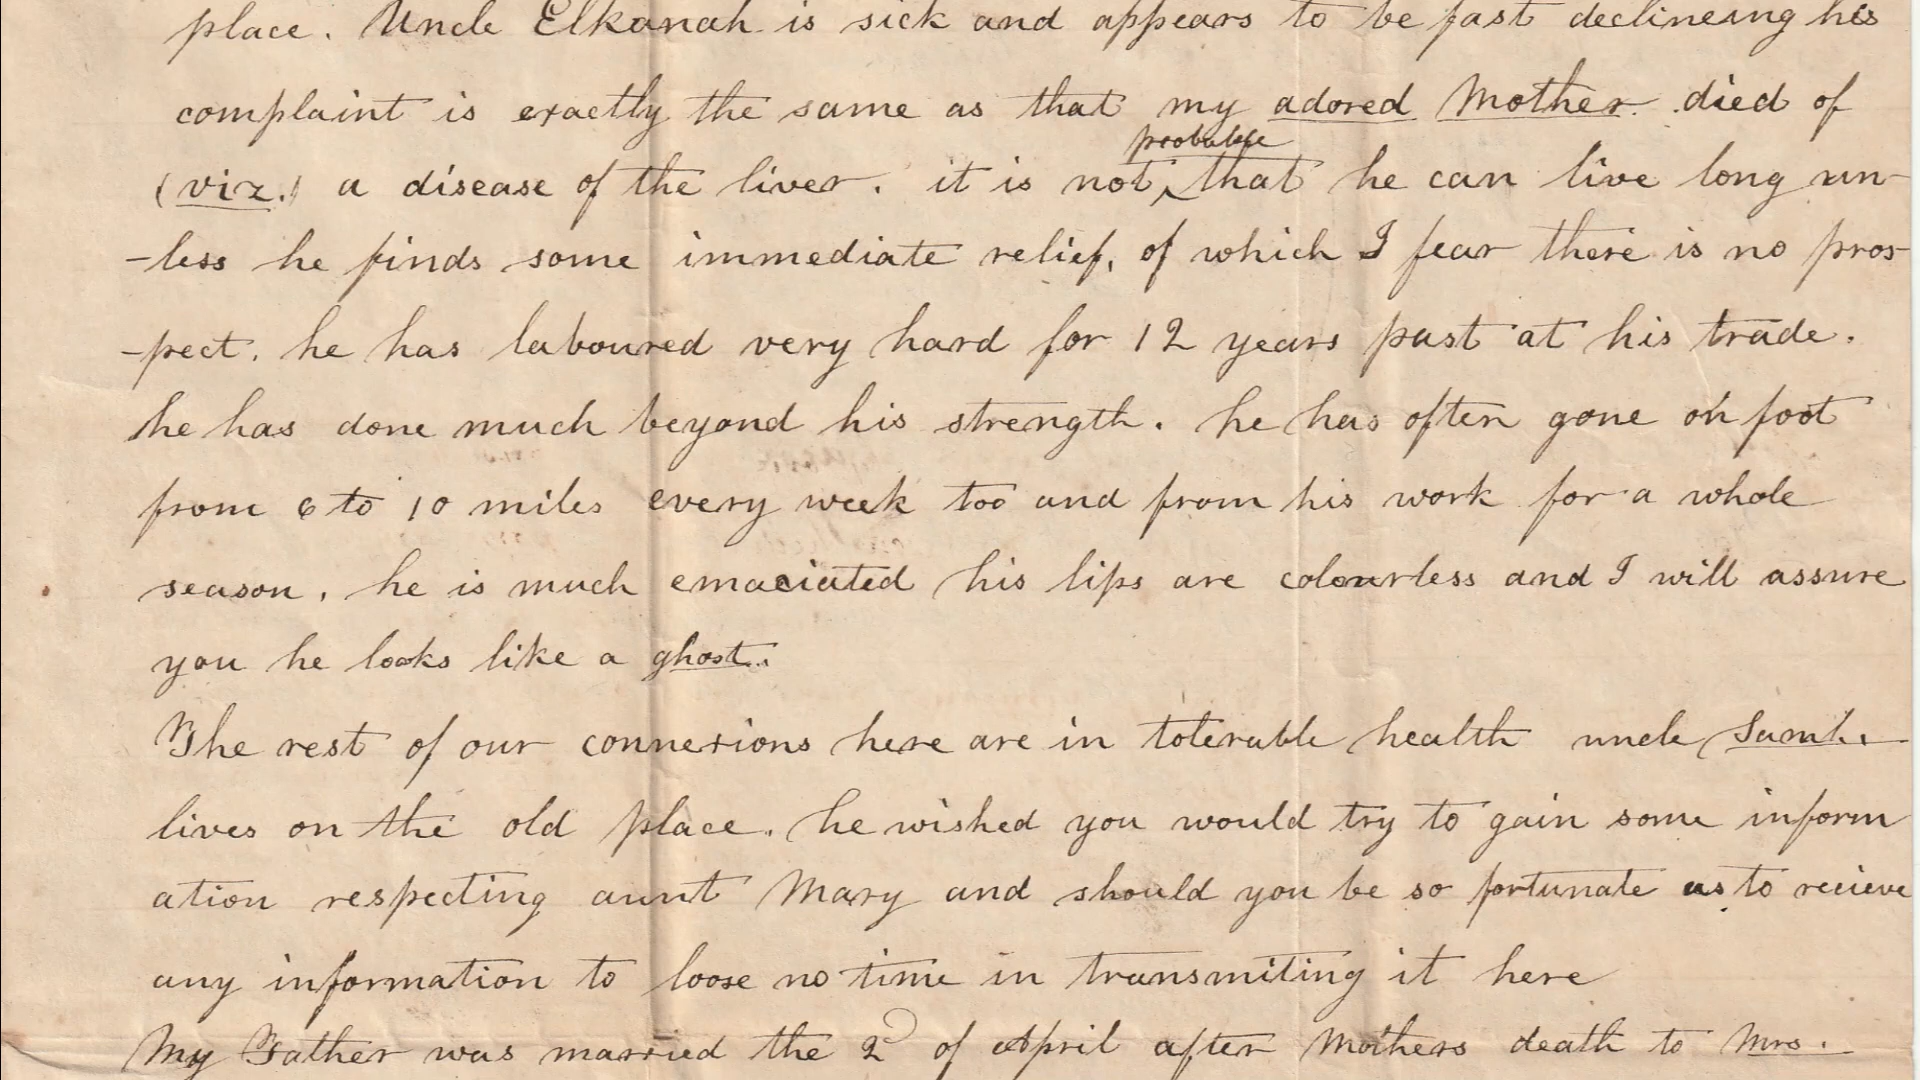 place. Uncle Elkanah is sick and appears to be fast declineing his
complaint is exactly the same as that my adored Mother died of
probable
(viz.) a disease of the liver. it is not that he can live long un-
-less he finds some immediate relief, of which I fear there is no pros-
-pect. he has laboured very hard for 12 years past at his trade.
he has done much beyond his strength. he has often gone on foot
from 6 to 10 miles every week too and from his work for a whole
season, he is much emaciated his lips are colourless and I will assure
you he looks like a ghost.
The rest of our connexions here are in tolerable health uncle Saml.
lives on the old place. he wished you would try to gain some inform
ation respecting aunt Mary and should you be so fortunate as to recieve
any information to loose no time in transmiting it here
My Father was married the 2d of April after Mothers death to Mrs.